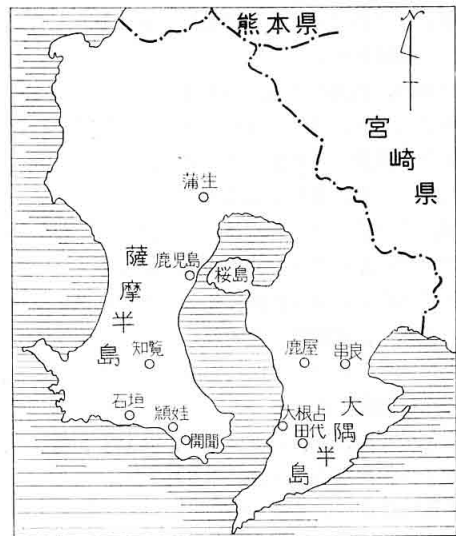 熊本県
N
宮崎県
蒲生
鹿児島
桜島
薩摩半島
知覧
鹿屋
串良
石垣
頴娃
開聞
大根占
田代
大隅半島